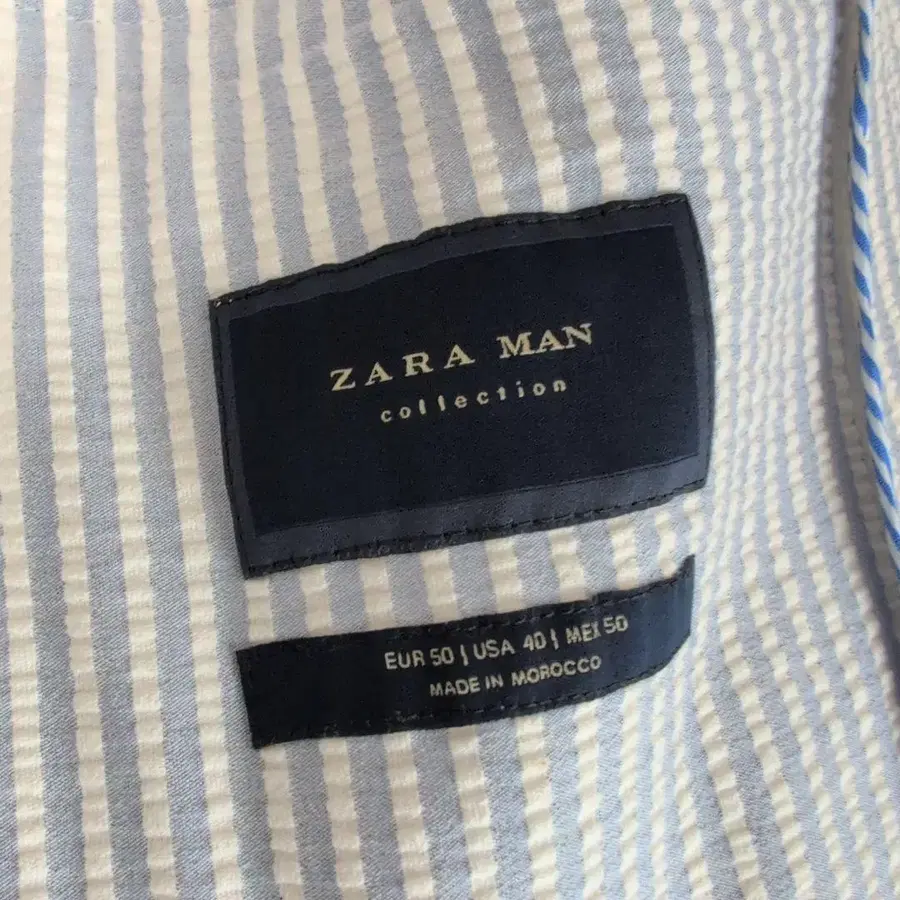 ZARA MAN
collection
EUR 50 | USA 40 | MEX 50
MADE IN MOROCCO